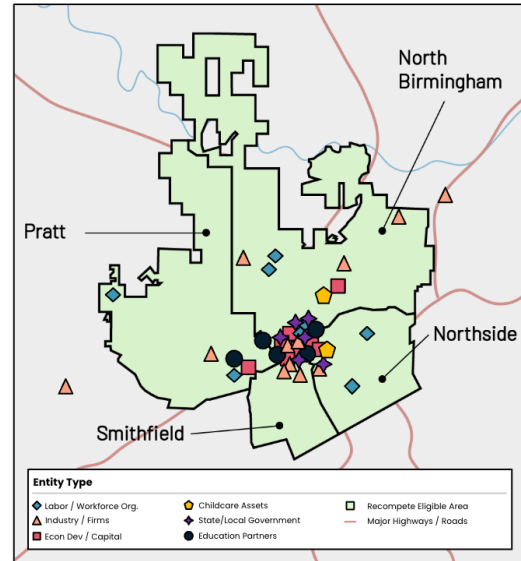 North
Birmingham
Pratt
Northside
Smithfield
Entity Type
Labor / Workforce Org.
Childcare Assets
Recompete Eligible Area
Industry / Firms
State/Local Government
Major Highways / Roads
Econ Dev / Capital
Education Partners